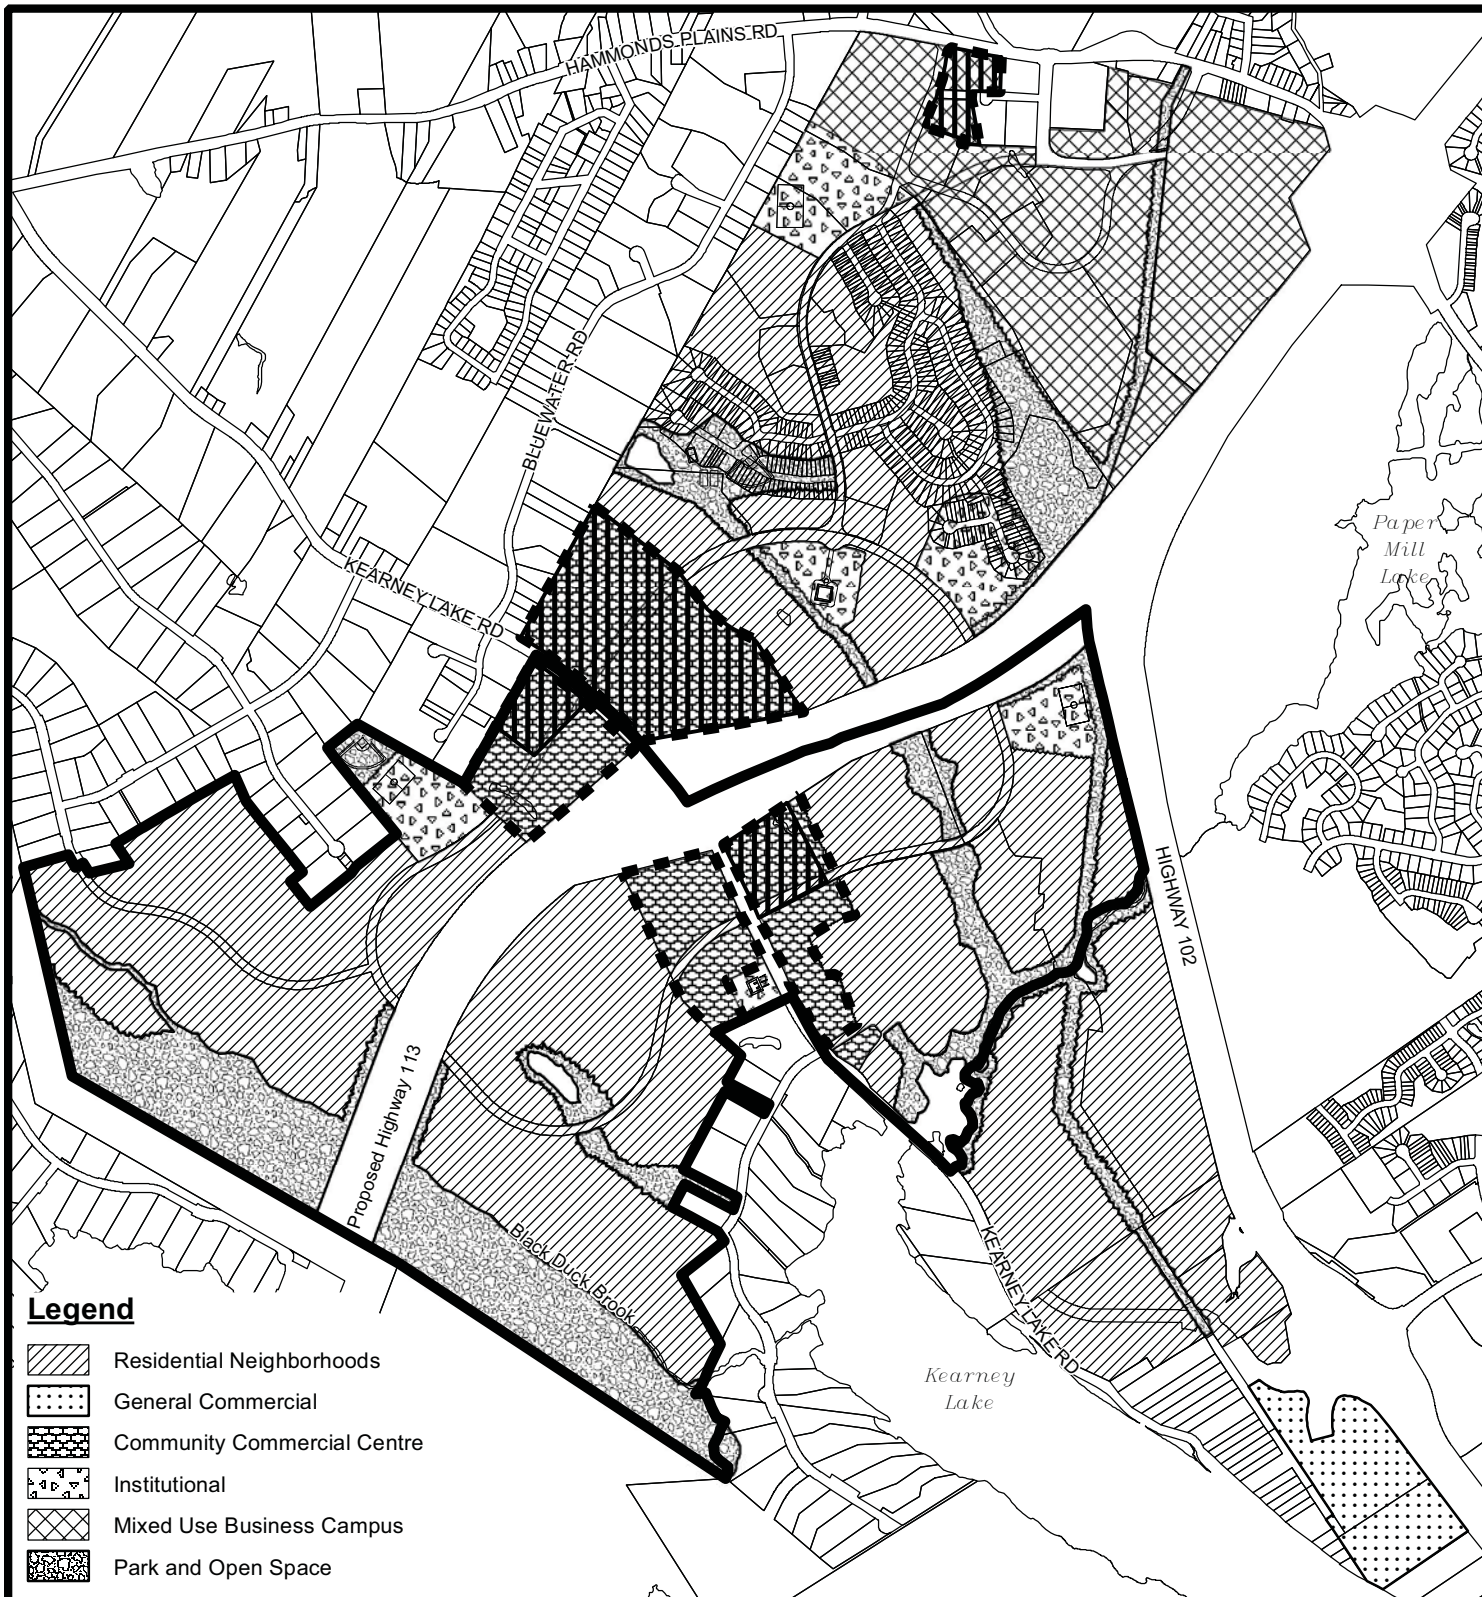 HAMMONDS PLAINS RD
BLUEWATER RD
KEARNEY LAKE RD
Paper
Mill
Lake
HIGHWAY 102
Proposed Highway 113
Black Duck Brook
KEARNEY LAKE RD
Kearney
Lake
Legend
Residential Neighborhoods
General Commercial
Community Commercial Centre
Institutional
Mixed Use Business Campus
Park and Open Space